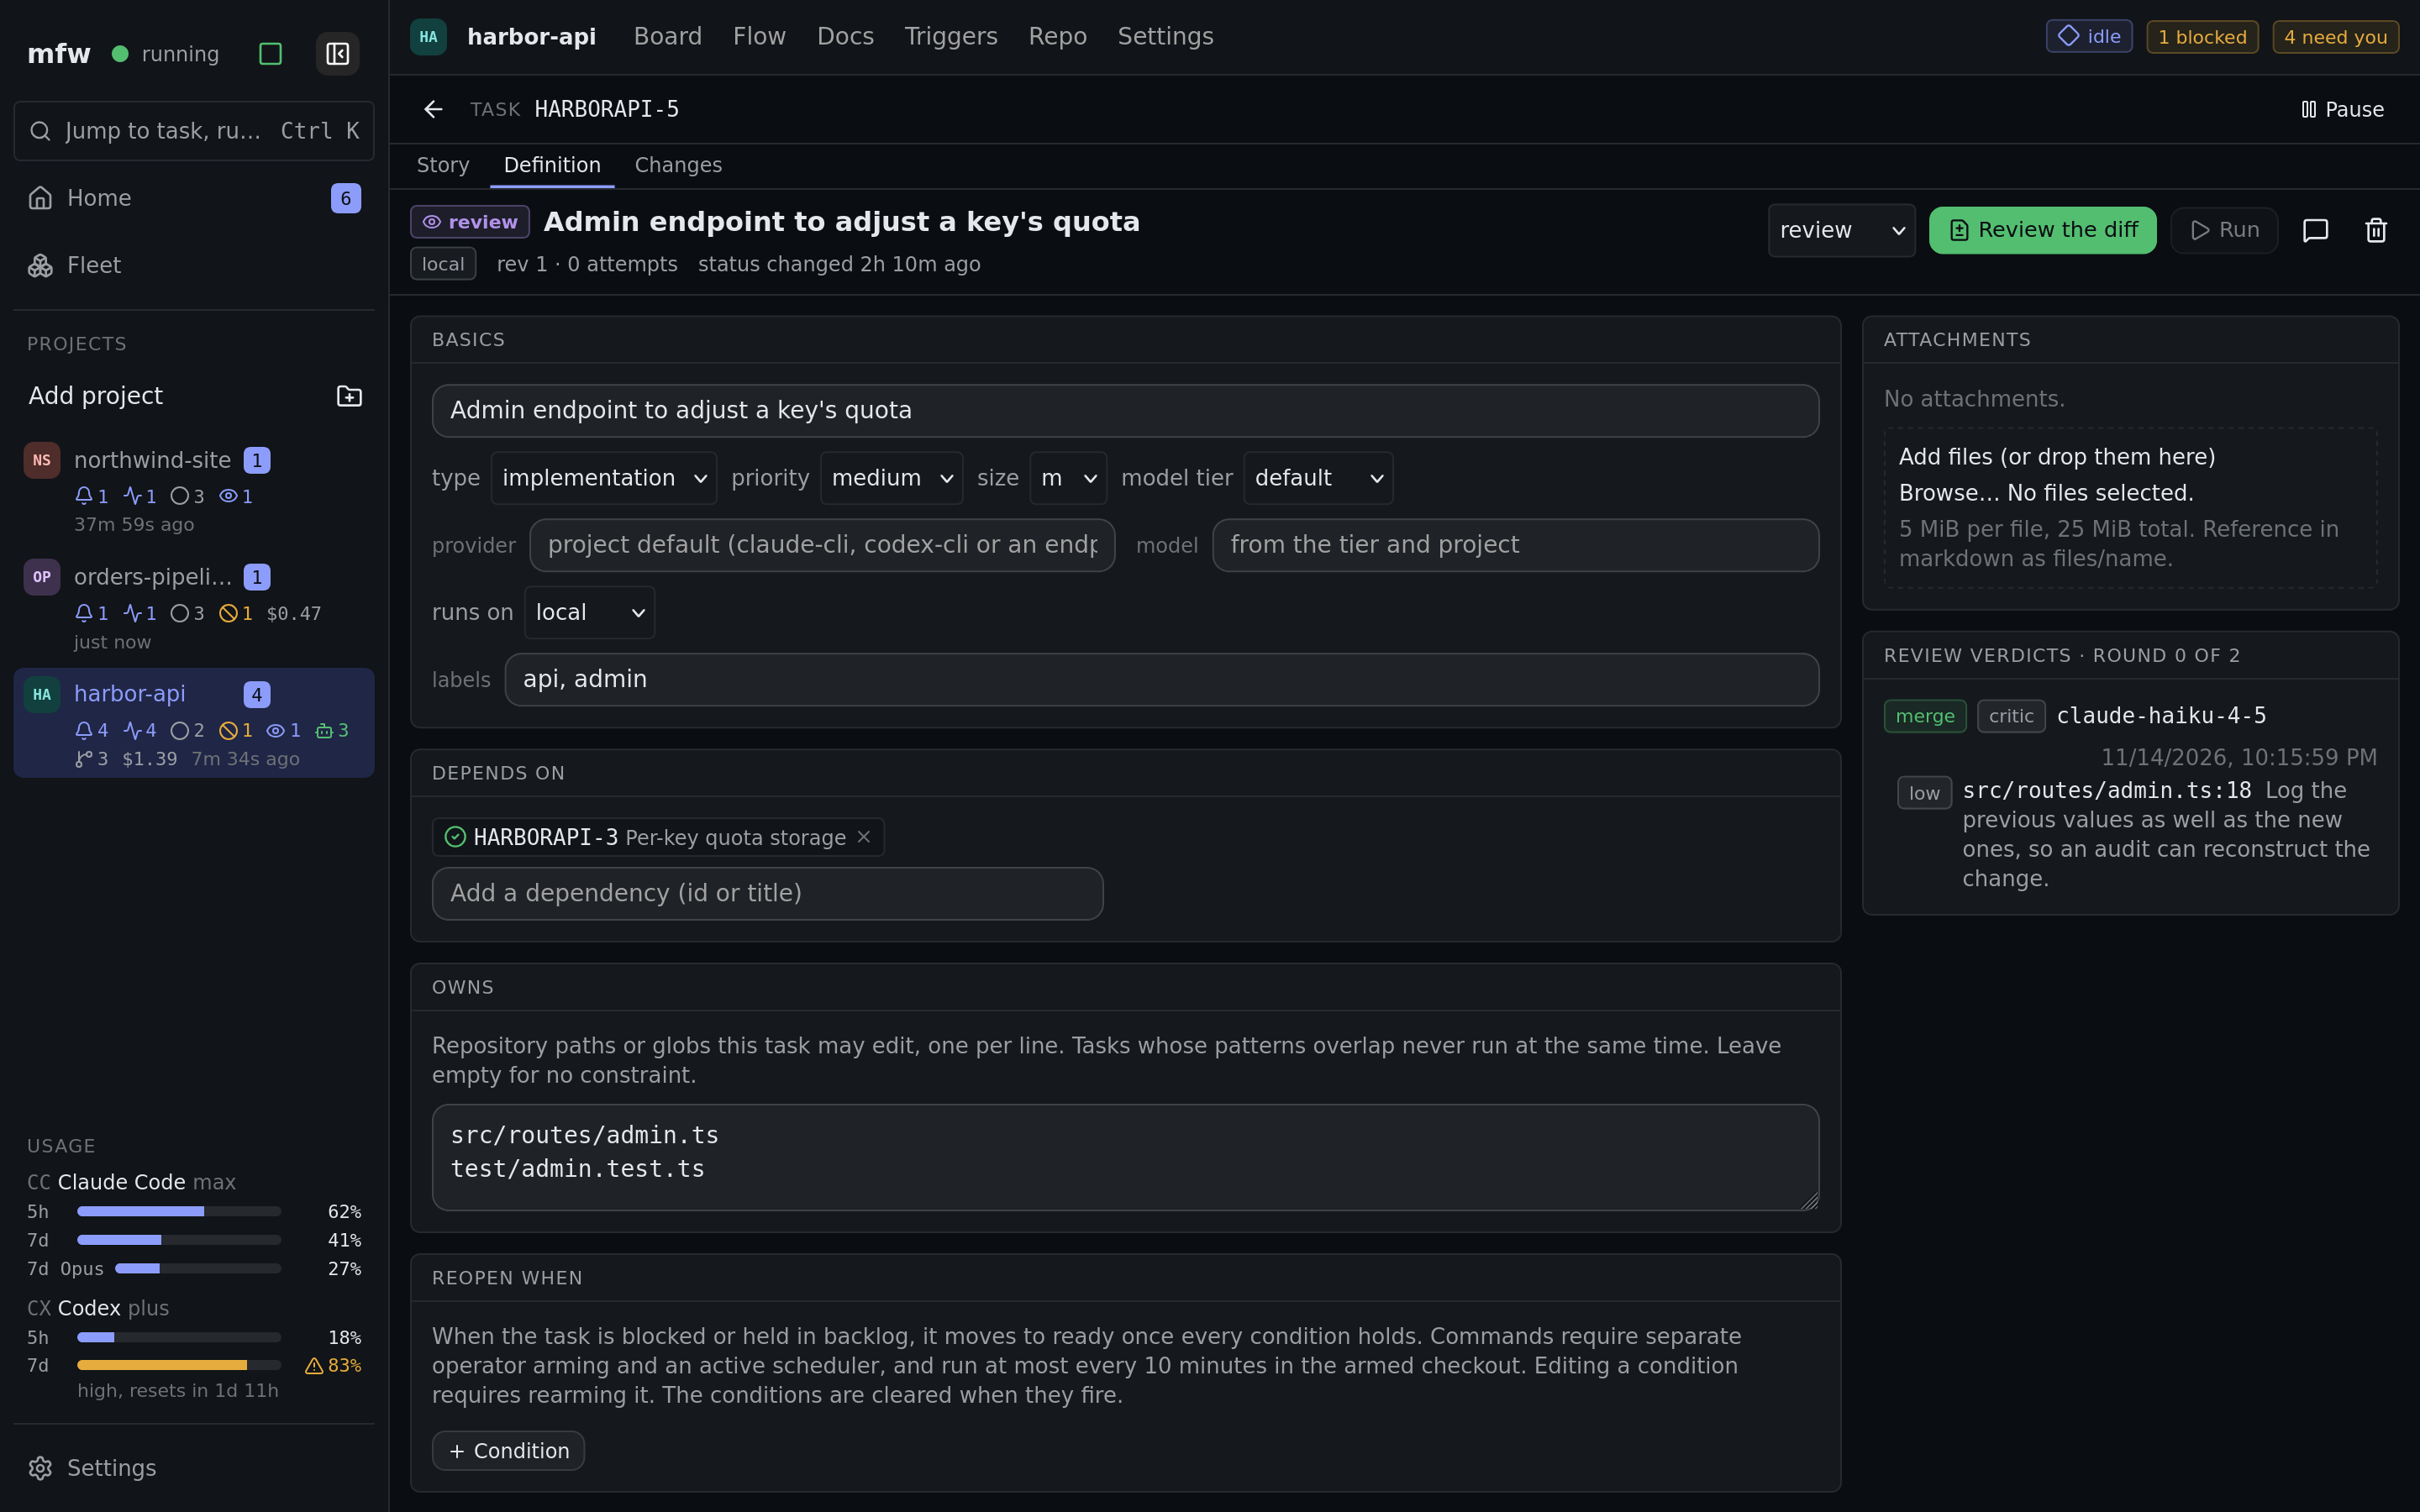 mfw running
Jump to task, ru... Ctrl K
Home 6
Fleet
PROJECTS
Add project
NS northwind-site 1
1 1 3 1
37m 59s ago
OP orders-pipeli... 1
1 1 3 1 $0.47
just now
HA harbor-api 4
4 4 2 1 1 3
3 $1.39 7m 34s ago
USAGE
CC Claude Code max
5h 62%
7d 41%
7d Opus 27%
CX Codex plus
5h 18%
7d 83%
high, resets in 1d 11h
Settings
HA harbor-api Board Flow Docs Triggers Repo Settings idle 1 blocked 4 need you
TASK HARBORAPI-5 Pause
Story Definition Changes
review Admin endpoint to adjust a key's quota review Review the diff Run
local rev 1 · 0 attempts status changed 2h 10m ago
BASICS
Admin endpoint to adjust a key's quota
type implementation priority medium size m model tier default
provider project default (claude-cli, codex-cli or an endp model from the tier and project
runs on local
labels api, admin
DEPENDS ON
HARBORAPI-3 Per-key quota storage
Add a dependency (id or title)
OWNS
Repository paths or globs this task may edit, one per line. Tasks whose patterns overlap never run at the same time. Leave
empty for no constraint.
src/routes/admin.ts
test/admin.test.ts
REOPEN WHEN
When the task is blocked or held in backlog, it moves to ready once every condition holds. Commands require separate
operator arming and an active scheduler, and run at most every 10 minutes in the armed checkout. Editing a condition
requires rearming it. The conditions are cleared when they fire.
+ Condition
ATTACHMENTS
No attachments.
Add files (or drop them here)
Browse... No files selected.
5 MiB per file, 25 MiB total. Reference in
markdown as files/name.
REVIEW VERDICTS · ROUND 0 OF 2
merge critic claude-haiku-4-5
11/14/2026, 10:15:59 PM
low src/routes/admin.ts:18 Log the
previous values as well as the new
ones, so an audit can reconstruct the
change.